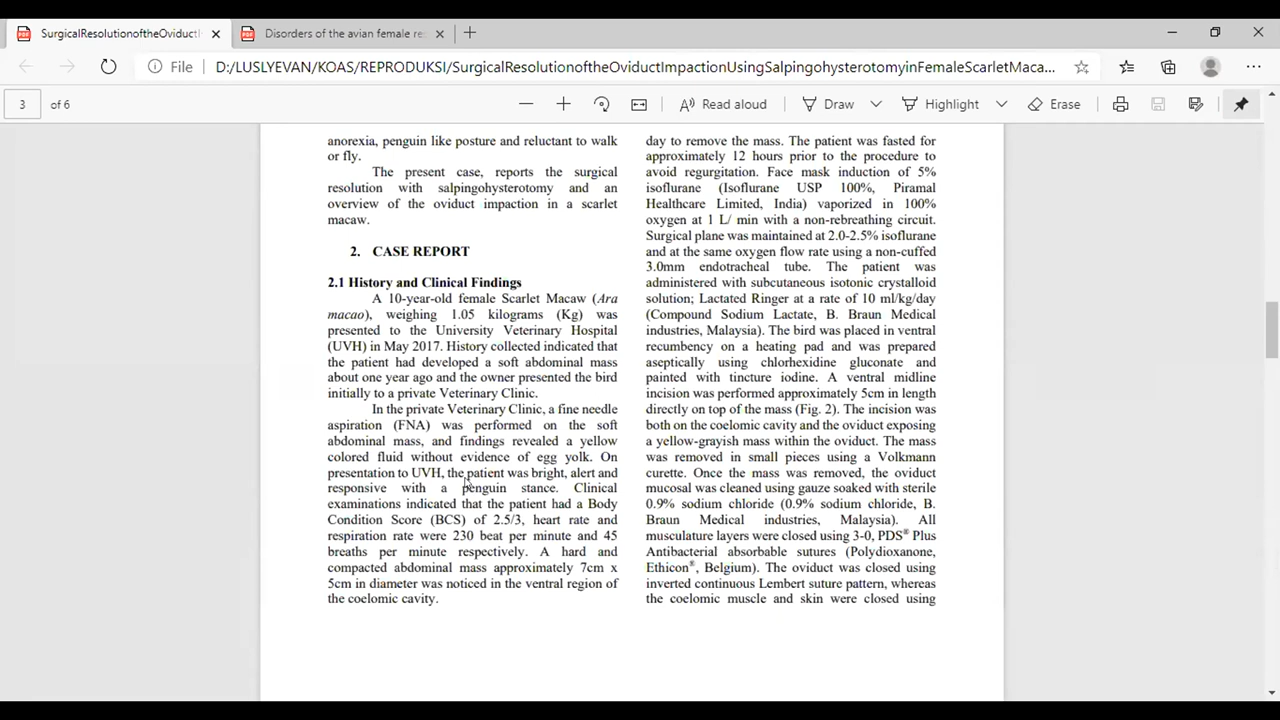 SurgicalResolutionoftheOviductI
Disorders of the avian female re
File
D:/LUSLYEVAN/KOAS/REPRODUKSI/SurgicalResolutionoftheOviductImpactionUsingSalpingohysterotomyinFemaleScarletMaca...
3 of 6
Read aloud
Draw
Highlight
Erase
anorexia, penguin like posture and reluctant to walk
or fly.
The present case, reports the surgical
resolution with salpingohysterotomy and an
overview of the oviduct impaction in a scarlet
macaw.
2. CASE REPORT
2.1 History and Clinical Findings
A 10-year-old female Scarlet Macaw (Ara
macao), weighing 1.05 kilograms (Kg) was
presented to the University Veterinary Hospital
(UVH) in May 2017. History collected indicated that
the patient had developed a soft abdominal mass
about one year ago and the owner presented the bird
initially to a private Veterinary Clinic.
In the private Veterinary Clinic, a fine needle
aspiration (FNA) was performed on the soft
abdominal mass, and findings revealed a yellow
colored fluid without evidence of egg yolk. On
presentation to UVH, the patient was bright, alert and
responsive with a penguin stance. Clinical
examinations indicated that the patient had a Body
Condition Score (BCS) of 2.5/3, heart rate and
respiration rate were 230 beat per minute and 45
breaths per minute respectively. A hard and
compacted abdominal mass approximately 7cm x
5cm in diameter was noticed in the ventral region of
the coelomic cavity.
day to remove the mass. The patient was fasted for
approximately 12 hours prior to the procedure to
avoid regurgitation. Face mask induction of 5%
isoflurane (Isoflurane USP 100%, Piramal
Healthcare Limited, India) vaporized in 100%
oxygen at 1 L/ min with a non-rebreathing circuit.
Surgical plane was maintained at 2.0-2.5% isoflurane
and at the same oxygen flow rate using a non-cuffed
3.0mm endotracheal tube. The patient was
administered with subcutaneous isotonic crystalloid
solution; Lactated Ringer at a rate of 10 ml/kg/day
(Compound Sodium Lactate, B. Braun Medical
industries, Malaysia). The bird was placed in ventral
recumbency on a heating pad and was prepared
aseptically using chlorhexidine gluconate and
painted with tincture iodine. A ventral midline
incision was performed approximately 5cm in length
directly on top of the mass (Fig. 2). The incision was
both on the coelomic cavity and the oviduct exposing
a yellow-grayish mass within the oviduct. The mass
was removed in small pieces using a Volkmann
curette. Once the mass was removed, the oviduct
mucosal was cleaned using gauze soaked with sterile
0.9% sodium chloride (0.9% sodium chloride, B.
Braun Medical industries, Malaysia). All
musculature layers were closed using 3-0, PDS® Plus
Antibacterial absorbable sutures (Polydioxanone,
Ethicon®, Belgium). The oviduct was closed using
inverted continuous Lembert suture pattern, whereas
the coelomic muscle and skin were closed using